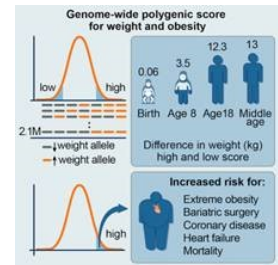 Genome-wide polygenic score
for weight and obesity
low
high
2.1M
↓weight allele
↑weight allele
0.06
3.5
12.3
13
Birth
Age 8
Age18
Middle
age
Difference in weight (kg)
high and low score
high
Increased risk for:
Extreme obesity
Bariatric surgery
Coronary disease
Heart failure
Mortality